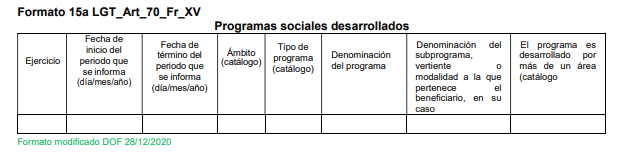 Formato 15a LGT_Art_70_Fr_XV
Programas sociales desarrollados
Ejercicio
Fecha de
inicio del
periodo que
se informa
(día/mes/año)
Fecha de
término del
periodo que
se informa
(día/mes/año)
Ámbito
(catálogo)
Tipo de
programa
(catálogo)
Denominación
del programa
Denominación del
subprograma,
vertiente o
modalidad a la que
pertenece el
beneficiario, en su
caso
El programa es
desarrollado por
más de un área
(catálogo
Formato modificado DOF 28/12/2020